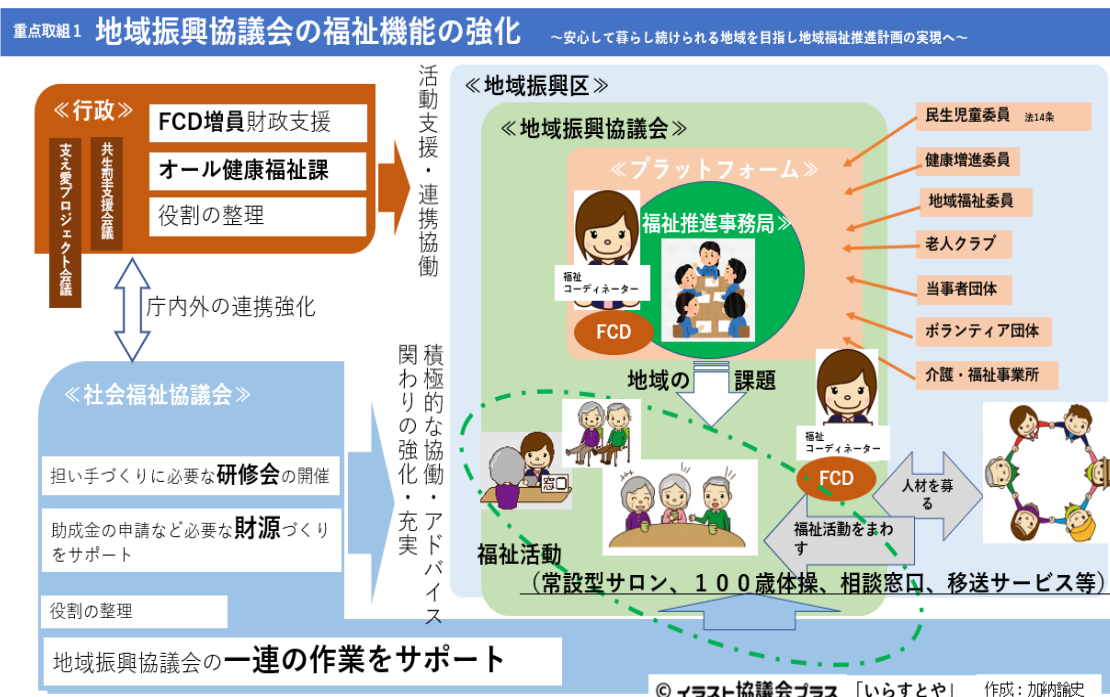 重点取組1 地域振興協議会の福祉機能の強化 ~安心して暮らし続けられる地域を目指し地域福祉推進計画の実現へ~
≪行政≫
支え愛プロジェクト会議
共生型支援会議
FCD増員財政支援
オール健康福祉課
役割の整理
活動支援・連携協働
庁内外の連携強化
≪社会福祉協議会≫
担い手づくりに必要な研修会の開催
助成金の申請など必要な財源づくり
をサポート
役割の整理
地域振興協議会の一連の作業をサポート
積極的な協働・アドバイス
関わりの強化・充実
≪地域振興区≫
≪地域振興協議会≫
≪プラットフォーム≫
福祉推進事務局≫
福祉
コーディネーター
FCD
民生児童委員 法14条
健康増進委員
地域福祉委員
老人クラブ
当事者団体
ボランティア団体
介護・福祉事業所
地域の 課題
福祉
コーディネーター
FCD
人材を募
る
福祉活動をまわ
す
窓口
福祉活動
(常設型サロン、100歳体操、相談窓口、移送サービス等)
© イラスト協議会プラス 「いらすとや」 作成:加納諭史